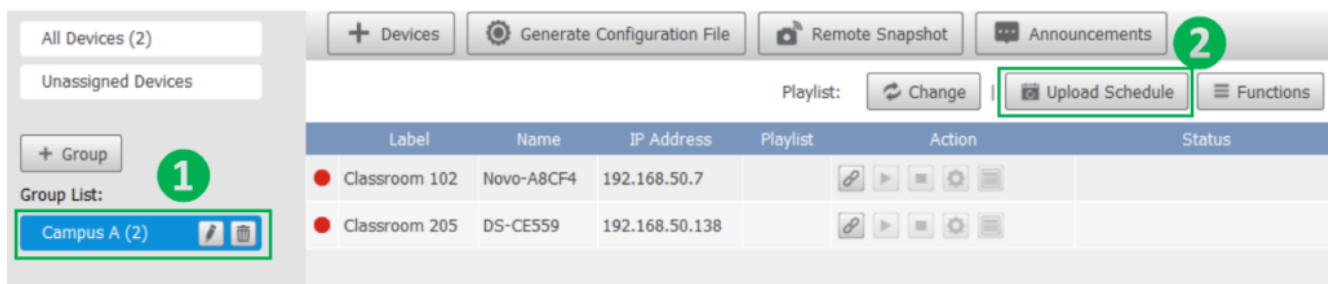 All Devices (2)
Unassigned Devices
+ Group
1
Group List:
Campus A (2)
+ Devices
Generate Configuration File
Remote Snapshot
Announcements
2
Playlist:
Change
|
Upload Schedule
Functions
Label Name IP Address Playlist Action Status
Classroom 102 Novo-A8CF4 192.168.50.7
Classroom 205 DS-CE559 192.168.50.138